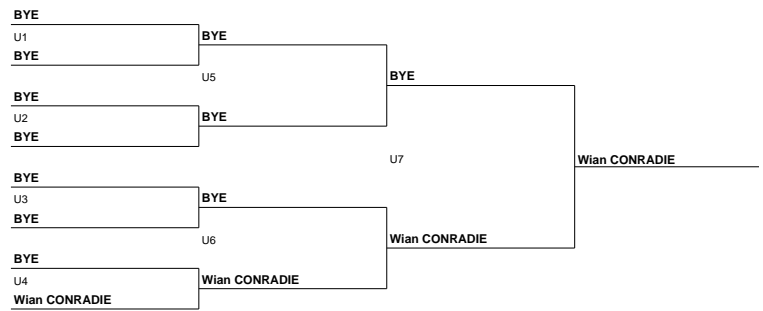 BYE
U1 BYE
BYE
U5 BYE
BYE
U2 BYE
BYE
U7 Wian CONRADIE
BYE
U3 BYE
BYE
U6 Wian CONRADIE
BYE
U4 Wian CONRADIE
Wian CONRADIE